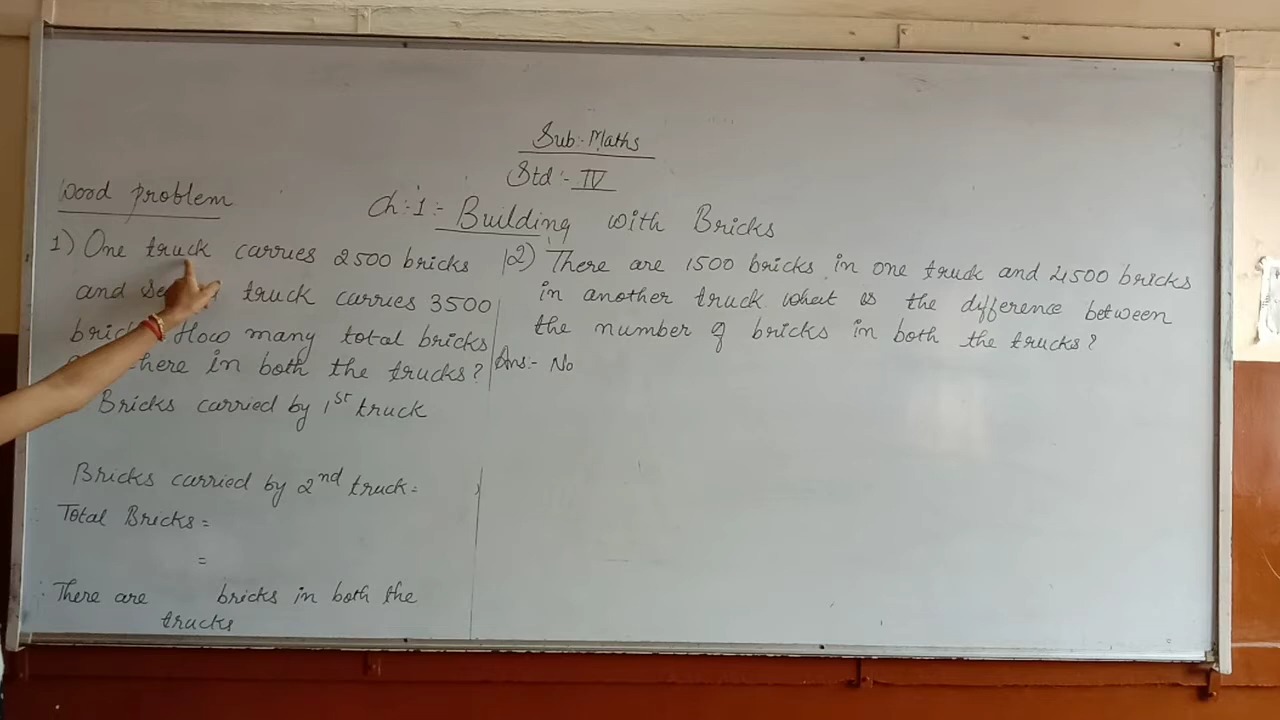 Sub:- Maths
Std:- IV
Ch:-1:- Building with Bricks
Word problem
1) One truck carries 2500 bricks
and truck carries 3500
How many total bricks
there in both the trucks?
Bricks carried by 1st truck
Bricks carried by 2nd truck=
Total Bricks=
=
∴ There are bricks in both the
trucks
2) There are 1500 bricks in one truck and 4500 bricks
in another truck what is the difference between
the number of bricks in both the trucks?
Ans:- No